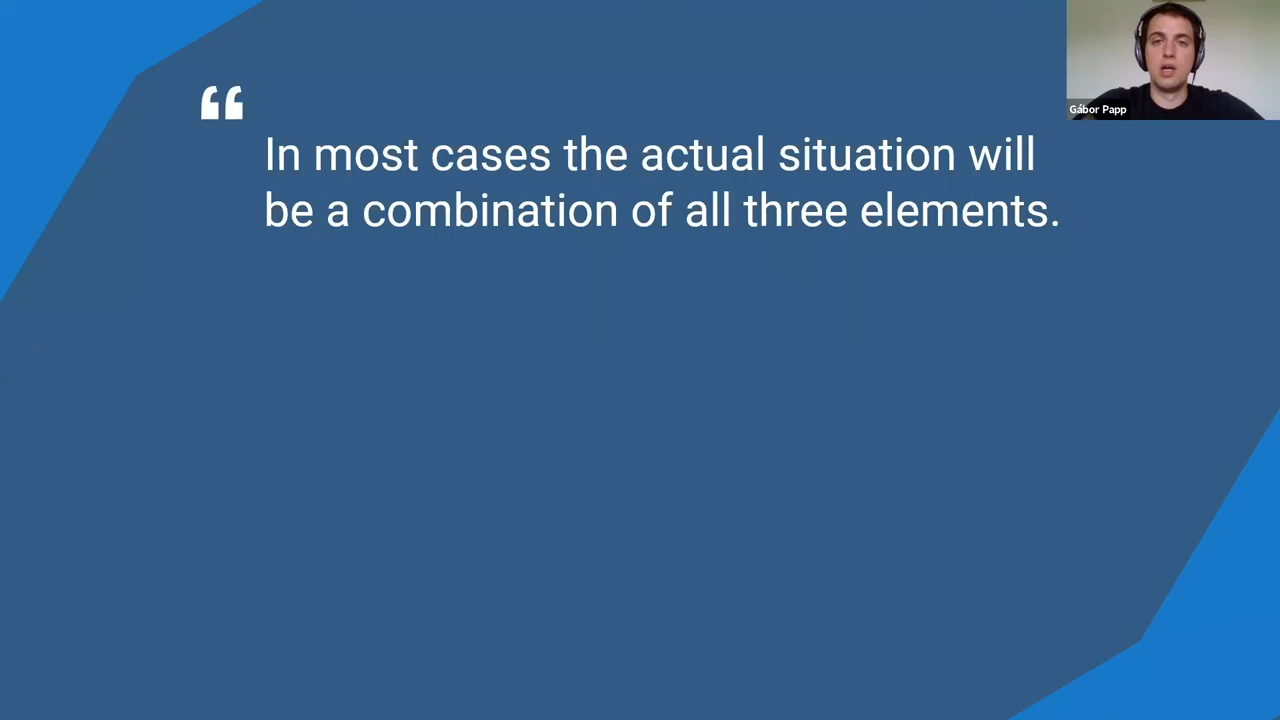 “
In most cases the actual situation will
be a combination of all three elements.
Gábor Papp